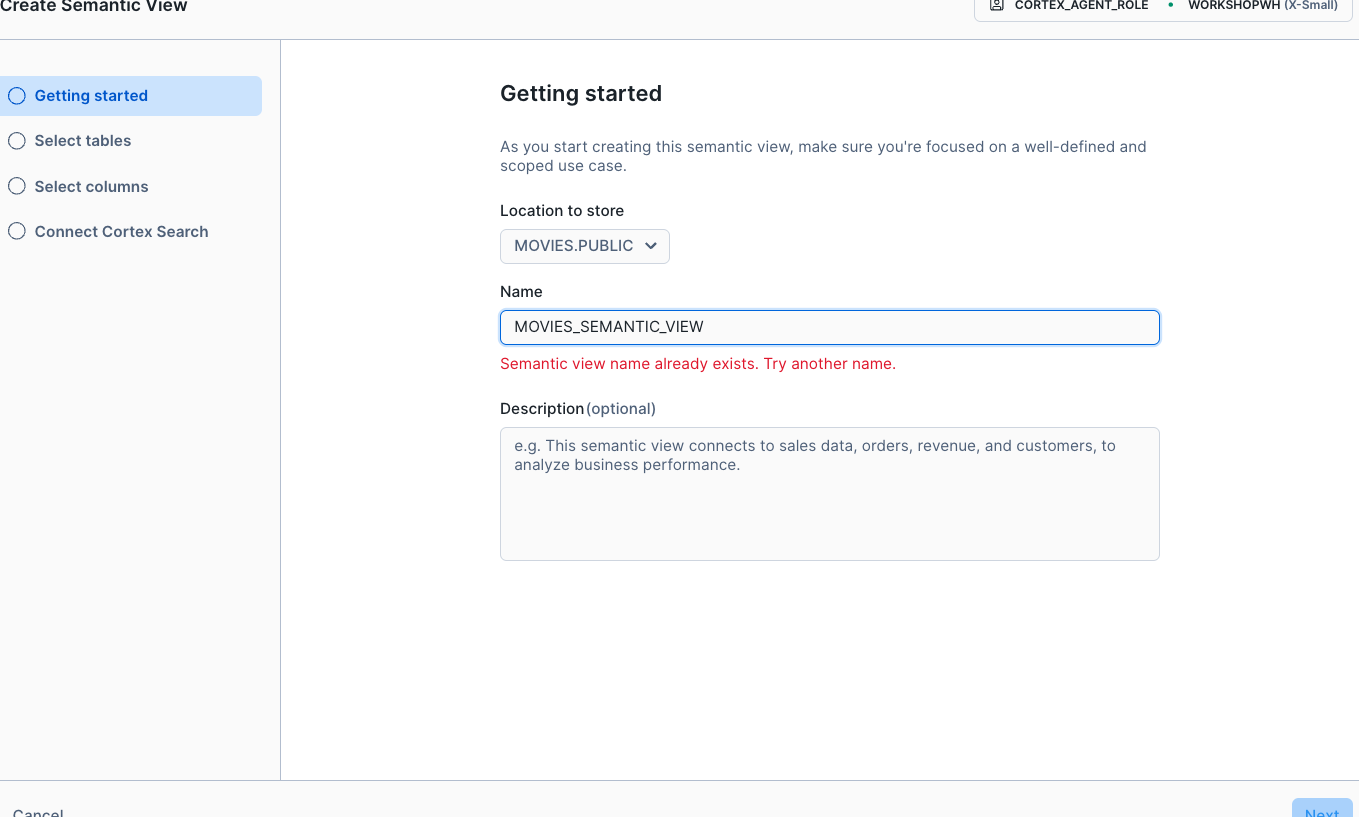 Create Semantic View
CORTEX_AGENT_ROLE • WORKSHOPWH (X-Small)
Getting started
Select tables
Select columns
Connect Cortex Search
Getting started
As you start creating this semantic view, make sure you're focused on a well-defined and
scoped use case.
Location to store
MOVIES.PUBLIC
Name
MOVIES_SEMANTIC_VIEW
Semantic view name already exists. Try another name.
Description(optional)
e.g. This semantic view connects to sales data, orders, revenue, and customers, to
analyze business performance.
Cancel
Next